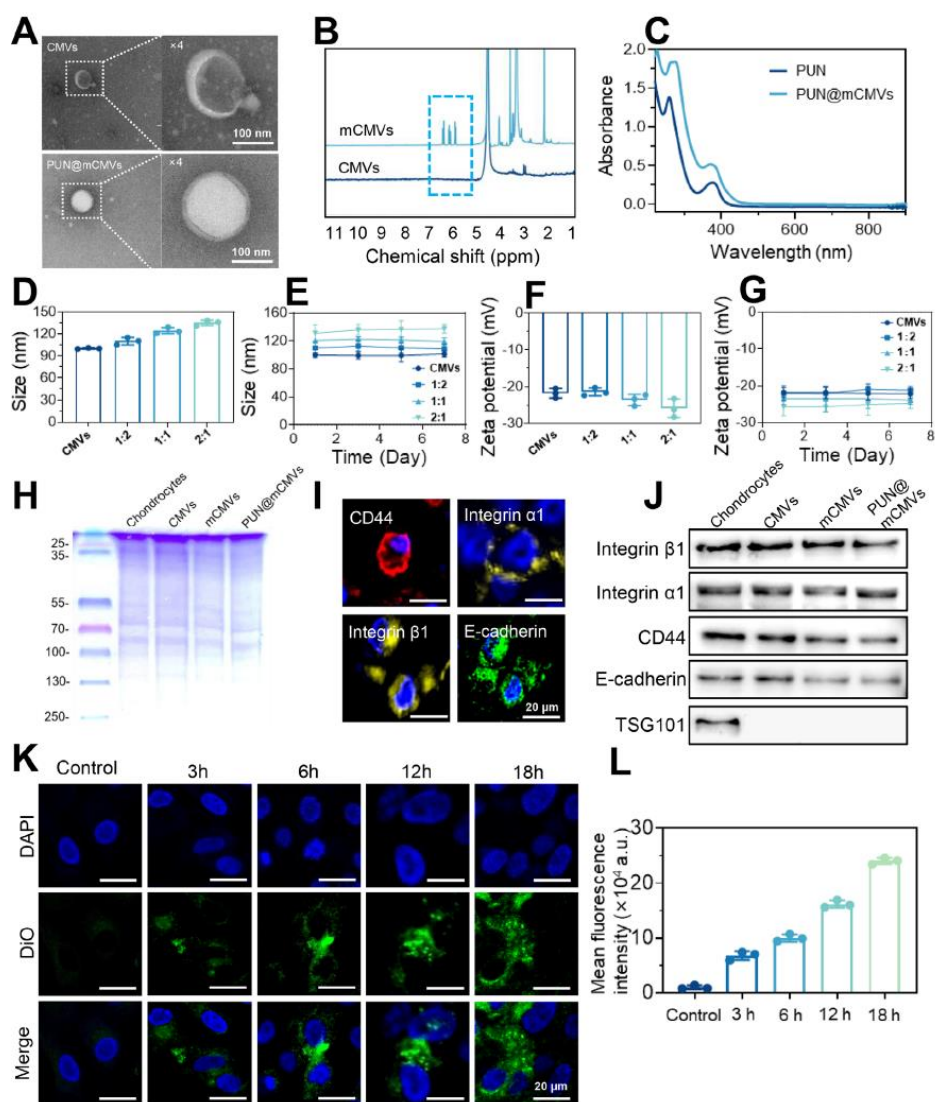 A
CMVs
×4
100 nm
PUN@mCMVs
×4
100 nm
B
mCMVs
CMVs
11 10 9 8 7 6 5 4 3 2 1
Chemical shift (ppm)
C
2.0
1.5
1.0
0.5
0.0
Absorbance
PUN
PUN@mCMVs
400 600 800
Wavelength (nm)
D
150
120
90
60
30
0
Size (nm)
CMVs 1:2 1:1 2:1
E
160
120
80
40
0
Size (nm)
CMVs
1:2
1:1
2:1
0 2 4 6 8
Time (Day)
F
0
-10
-20
-30
Zeta potential (mV)
CMVs 1:2 1:1 2:1
G
0
-10
-20
-30
Zeta potential (mV)
CMVs
1:2
1:1
2:1
0 2 4 6 8
Time (Day)
H
Chondrocytes
CMVs
mCMVs
PUN@mCMVs
25-
35-
55-
70-
100-
130-
250-
I
CD44
Integrin α1
Integrin β1
E-cadherin
20 μm
J
Chondrocytes
CMVs
mCMVs
PUN@
mCMVs
Integrin β1
Integrin α1
CD44
E-cadherin
TSG101
K
Control 3h 6h 12h 18h
DAPI
DiO
Merge
20 μm
L
30
20
10
0
Mean fluorescence
intensity (×10⁴ a.u.)
Control 3 h 6 h 12 h 18 h